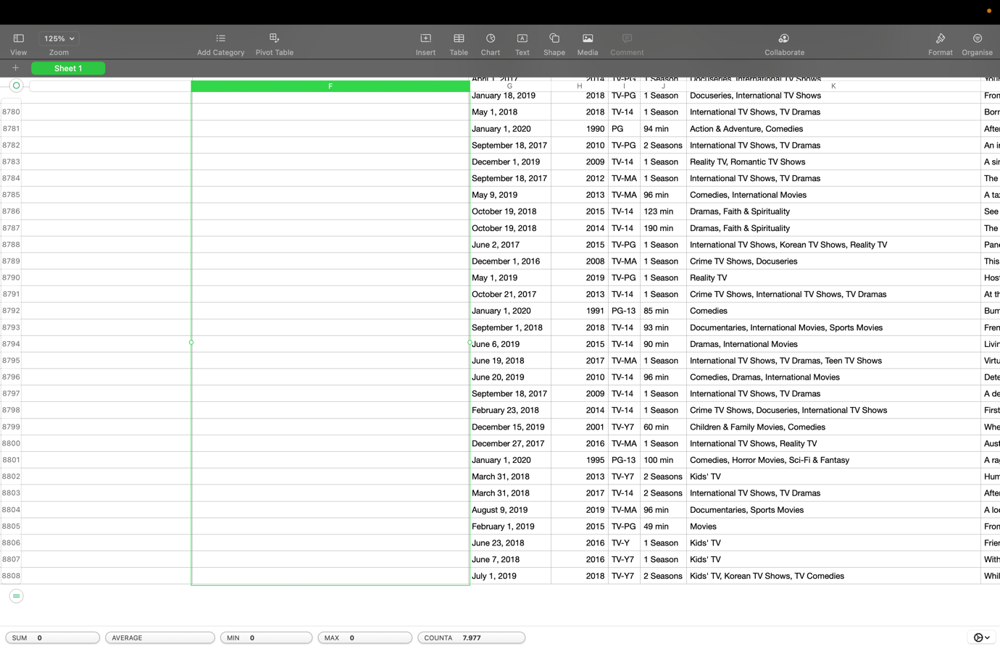 125%
View Zoom Add Category Pivot Table Insert Table Chart Text Shape Media Comment Collaborate Format Organise
Sheet 1
April 1, 2017 2014 TV-PG 1 Season Docuseries, International TV Shows
F G H I J K
January 18, 2019 2018 TV-PG 1 Season Docuseries, International TV Shows From
8780 May 1, 2018 2018 TV-14 1 Season International TV Shows, TV Dramas Born
8781 January 1, 2020 1990 PG 94 min Action & Adventure, Comedies After
8782 September 18, 2017 2010 TV-PG 2 Seasons International TV Shows, TV Dramas An
8783 December 1, 2019 2009 TV-14 1 Season Reality TV, Romantic TV Shows A
8784 September 18, 2017 2012 TV-MA 1 Season International TV Shows, TV Dramas The
8785 May 9, 2019 2013 TV-MA 96 min Comedies, International Movies A
8786 October 19, 2018 2015 TV-14 123 min Dramas, Faith & Spirituality See
8787 October 19, 2018 2014 TV-14 190 min Dramas, Faith & Spirituality The
8788 June 2, 2017 2015 TV-PG 1 Season International TV Shows, Korean TV Shows, Reality TV Pane
8789 December 1, 2016 2008 TV-MA 1 Season Crime TV Shows, Docuseries This
8790 May 1, 2019 2019 TV-PG 1 Season Reality TV Host
8791 October 21, 2017 2013 TV-14 1 Season Crime TV Shows, International TV Shows, TV Dramas At
8792 January 1, 2020 1991 PG-13 85 min Comedies Bum
8793 September 1, 2018 2018 TV-14 93 min Documentaries, International Movies, Sports Movies Fren
8794 June 6, 2019 2015 TV-14 90 min Dramas, International Movies Livin
8795 June 19, 2018 2017 TV-MA 1 Season International TV Shows, TV Dramas, Teen TV Shows Virtu
8796 June 20, 2019 2010 TV-14 96 min Comedies, Dramas, International Movies Dete
8797 September 18, 2017 2009 TV-14 1 Season International TV Shows, TV Dramas A de
8798 February 23, 2018 2014 TV-14 1 Season Crime TV Shows, Docuseries, International TV Shows First
8799 December 15, 2019 2001 TV-Y7 60 min Children & Family Movies, Comedies Whe
8800 December 27, 2017 2016 TV-MA 1 Season International TV Shows, Reality TV Aust
8801 January 1, 2020 1995 PG-13 100 min Comedies, Horror Movies, Sci-Fi & Fantasy A
8802 March 31, 2018 2013 TV-Y7 2 Seasons Kids' TV Hum
8803 March 31, 2018 2017 TV-14 2 Seasons International TV Shows, TV Dramas Afte
8804 August 9, 2019 2019 TV-MA 96 min Documentaries, Sports Movies A lo
8805 February 1, 2019 2015 TV-PG 49 min Movies From
8806 June 23, 2018 2016 TV-Y 1 Season Kids' TV Frie
8807 June 7, 2018 2016 TV-Y7 1 Season Kids' TV With
8808 July 1, 2019 2018 TV-Y7 2 Seasons Kids' TV, Korean TV Shows, TV Comedies Whil
SUM 0 AVERAGE MIN 0 MAX 0 COUNTA 7.977